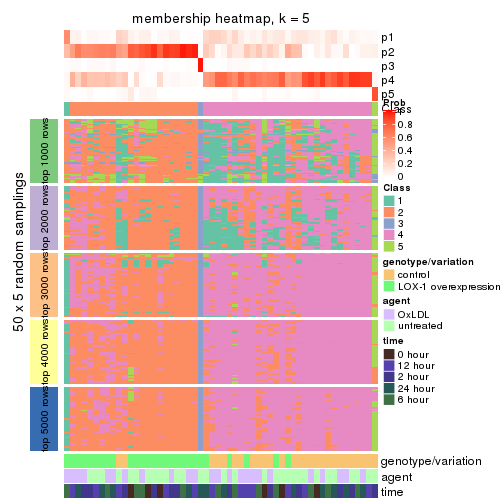 membership heatmap, k = 5
p1
p2
p3
p4
p5
Prob
1
0.8
0.6
0.4
0.2
0
Class
Class
1
2
3
4
5
genotype/variation
control
LOX-1 overexpression
agent
OxLDL
untreated
time
0 hour
12 hour
2 hour
24 hour
6 hour
50 x 5 random samplings
top 1000 rows
top 2000 rows
top 3000 rows
top 4000 rows
top 5000 rows
genotype/variation
agent
time